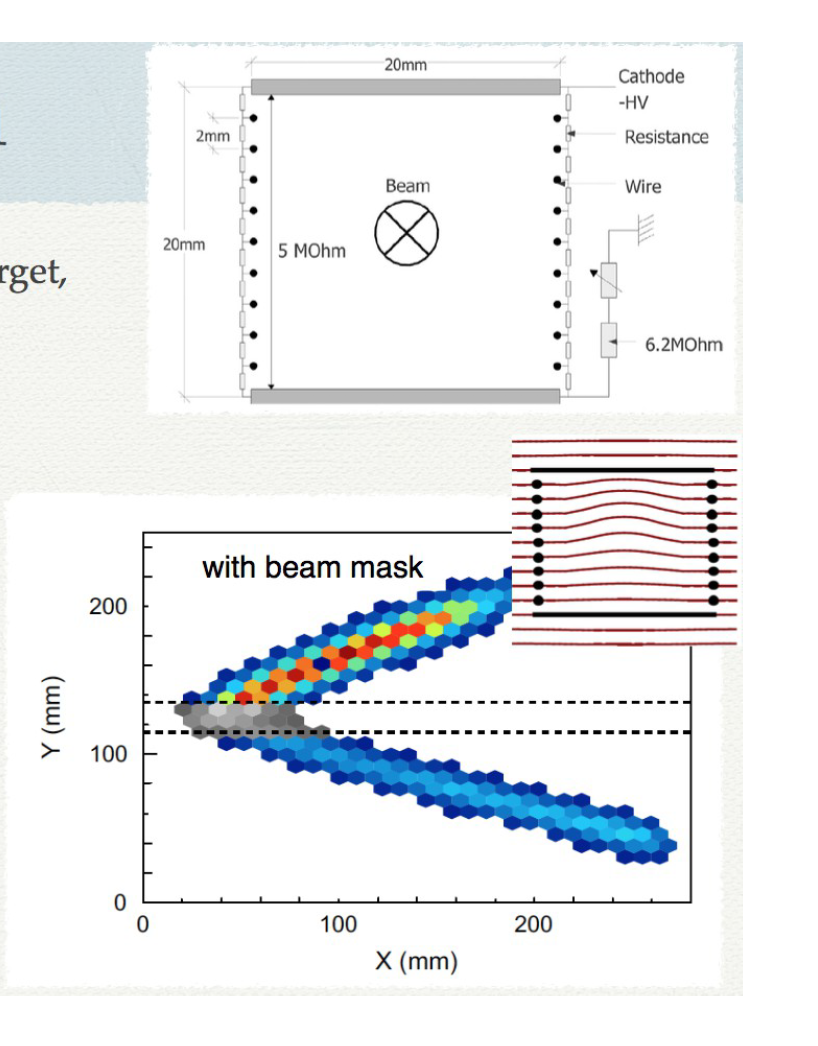 20mm
Cathode
-HV
2mm
Resistance
Beam
Wire
20mm
5 MOhm
rget,
6.2MOhm
with beam mask
200
100
0
Y (mm)
0
100
200
X (mm)